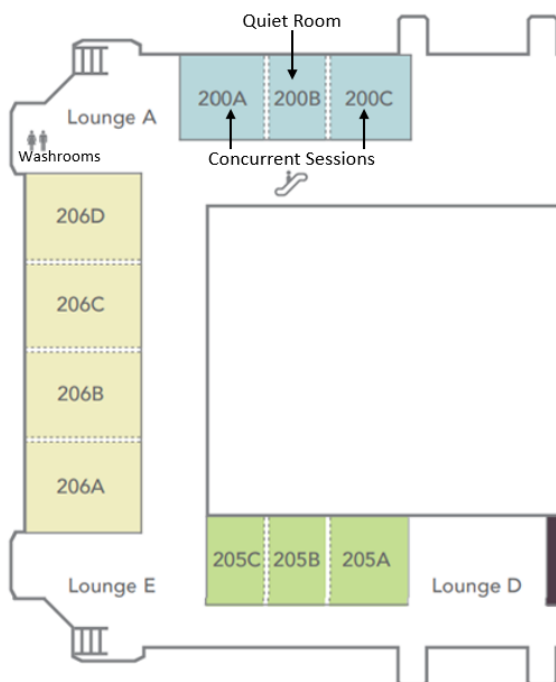 Quiet Room
200A
200B
200C
Lounge A
Washrooms
Concurrent Sessions
206D
206C
206B
206A
205C
205B
205A
Lounge E
Lounge D